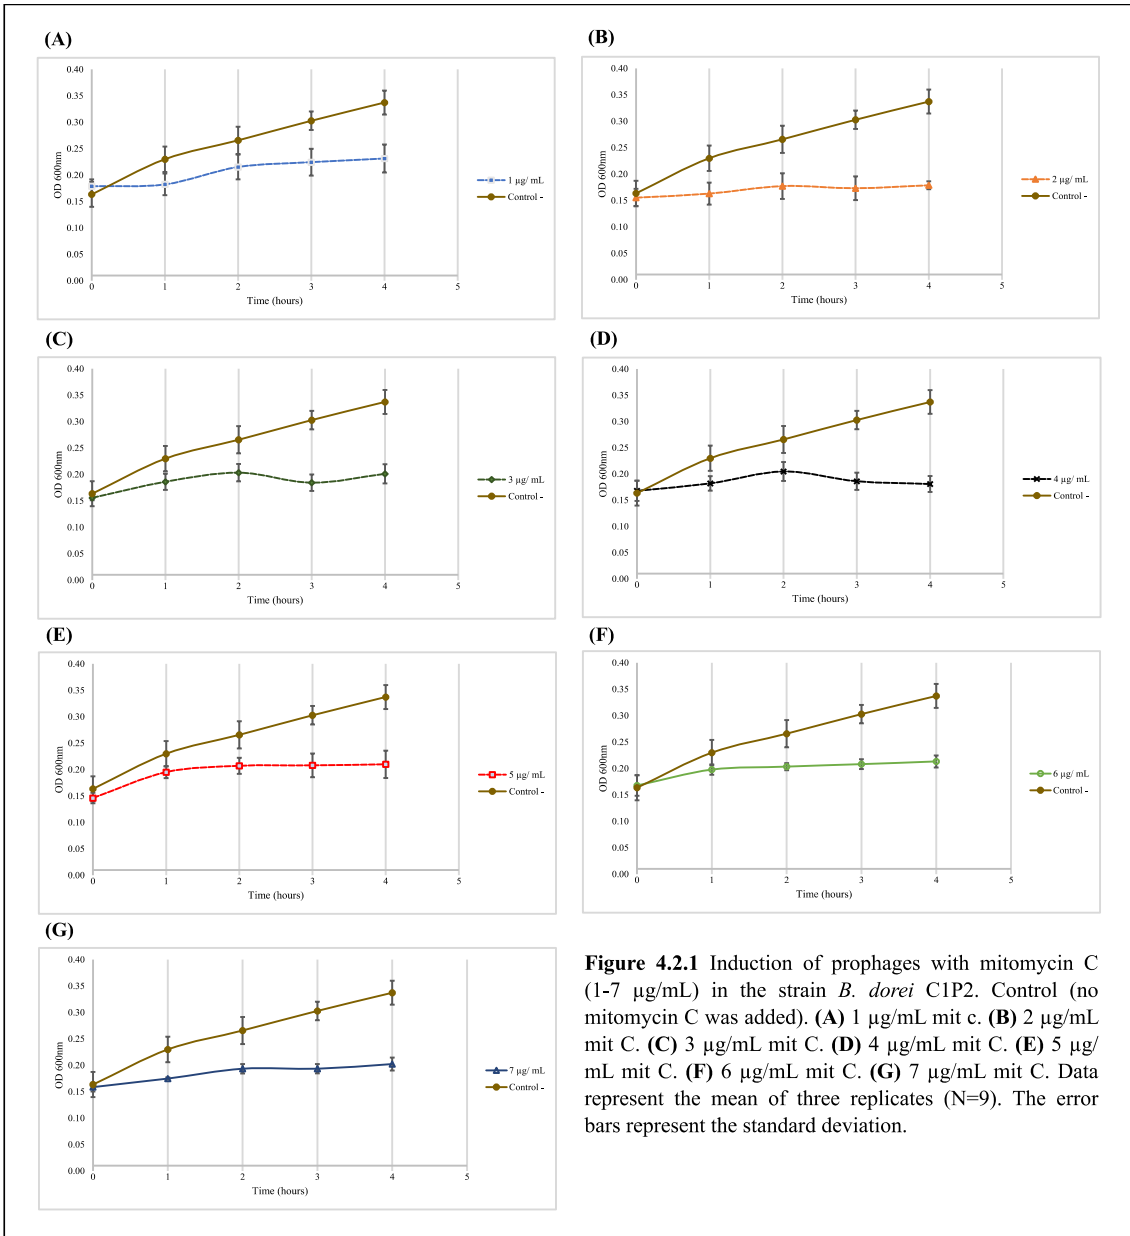 (A)
0.40
0.35
0.30
0.25
0.20
0.15
0.10
0.05
0.00
OD 600nm
0 1 2 3 4 5
Time (hours)
1 µg/ mL
Control -
(B)
0.40
0.35
0.30
0.25
0.20
0.15
0.10
0.05
0.00
OD 600nm
0 1 2 3 4 5
Time (hours)
2 µg/ mL
Control -
(C)
0.40
0.35
0.30
0.25
0.20
0.15
0.10
0.05
0.00
OD 600nm
0 1 2 3 4 5
Time (hours)
3 µg/ mL
Control -
(D)
0.40
0.35
0.30
0.25
0.20
0.15
0.10
0.05
0.00
OD 600nm
0 1 2 3 4 5
Time (hours)
4 µg/ mL
Control -
(E)
0.40
0.35
0.30
0.25
0.20
0.15
0.10
0.05
0.00
OD 600nm
0 1 2 3 4 5
Time (hours)
5 µg/ mL
Control -
(F)
0.40
0.35
0.30
0.25
0.20
0.15
0.10
0.05
0.00
OD 600nm
0 1 2 3 4 5
Time (hours)
6 µg/ mL
Control -
(G)
0.40
0.35
0.30
0.25
0.20
0.15
0.10
0.05
0.00
OD 600nm
0 1 2 3 4 5
Time (hours)
7 µg/ mL
Control -
Figure 4.2.1 Induction of prophages with mitomycin C
(1-7 µg/mL) in the strain B. dorei C1P2. Control (no
mitomycin C was added). (A) 1 µg/mL mit c. (B) 2 µg/mL
mit C. (C) 3 µg/mL mit C. (D) 4 µg/mL mit C. (E) 5 µg/
mL mit C. (F) 6 µg/mL mit C. (G) 7 µg/mL mit C. Data
represent the mean of three replicates (N=9). The error
bars represent the standard deviation.